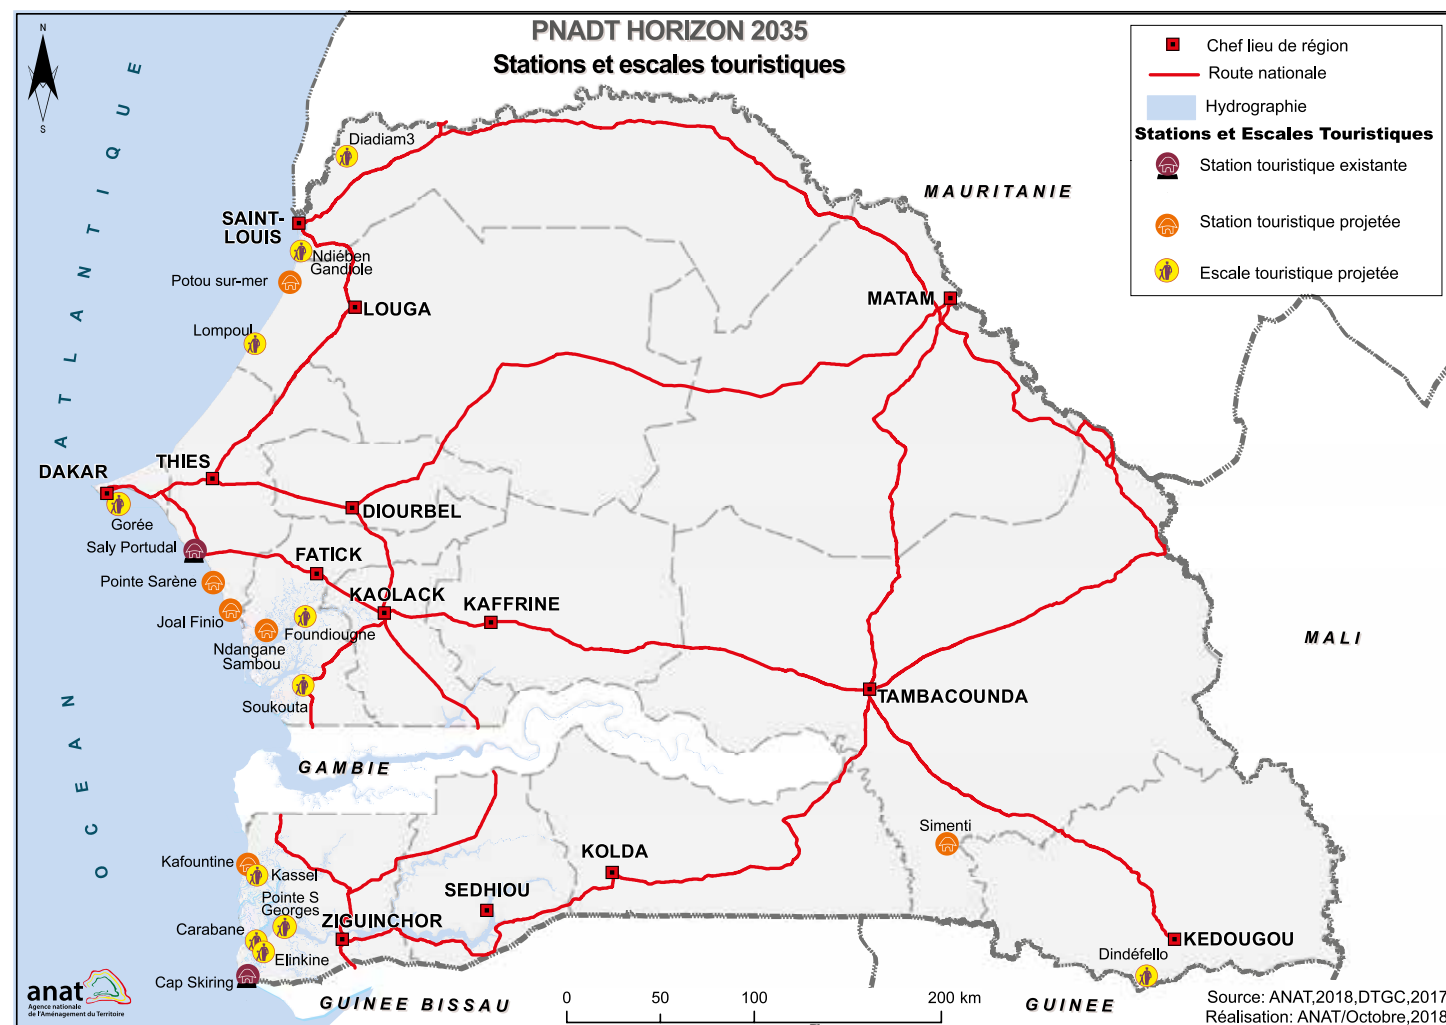 PNADT HORIZON 2035
Stations et escales touristiques
N
S
Chef lieu de région
Route nationale
Hydrographie
Stations et Escales Touristiques
Station touristique existante
Station touristique projetée
Escale touristique projetée
OCEAN ATLANTIQUE
MAURITANIE
MALI
GAMBIE
GUINEE BISSAU
GUINEE
Diadiam3
SAINT-
LOUIS
Ndiében
Gandiole
Potou sur-mer
LOUGA
MATAM
Lompoul
THIES
DAKAR
Gorée
DIOURBEL
Saly Portudal
FATICK
Pointe Sarène
KAOLACK
KAFFRINE
Joal Finio
Foundiougne
Ndangane
Sambou
Soukouta
TAMBACOUNDA
Simenti
Kafountine
Kassel
KOLDA
SEDHIOU
Pointe S
Georges
ZIGUINCHOR
Carabane
Elinkine
Cap Skiring
KEDOUGOU
Dindéfello
anat
Agence nationale
de l'Aménagement du Territoire
0 50 100 200 km
Source: ANAT,2018,DTGC,2017
Réalisation: ANAT/Octobre,2018